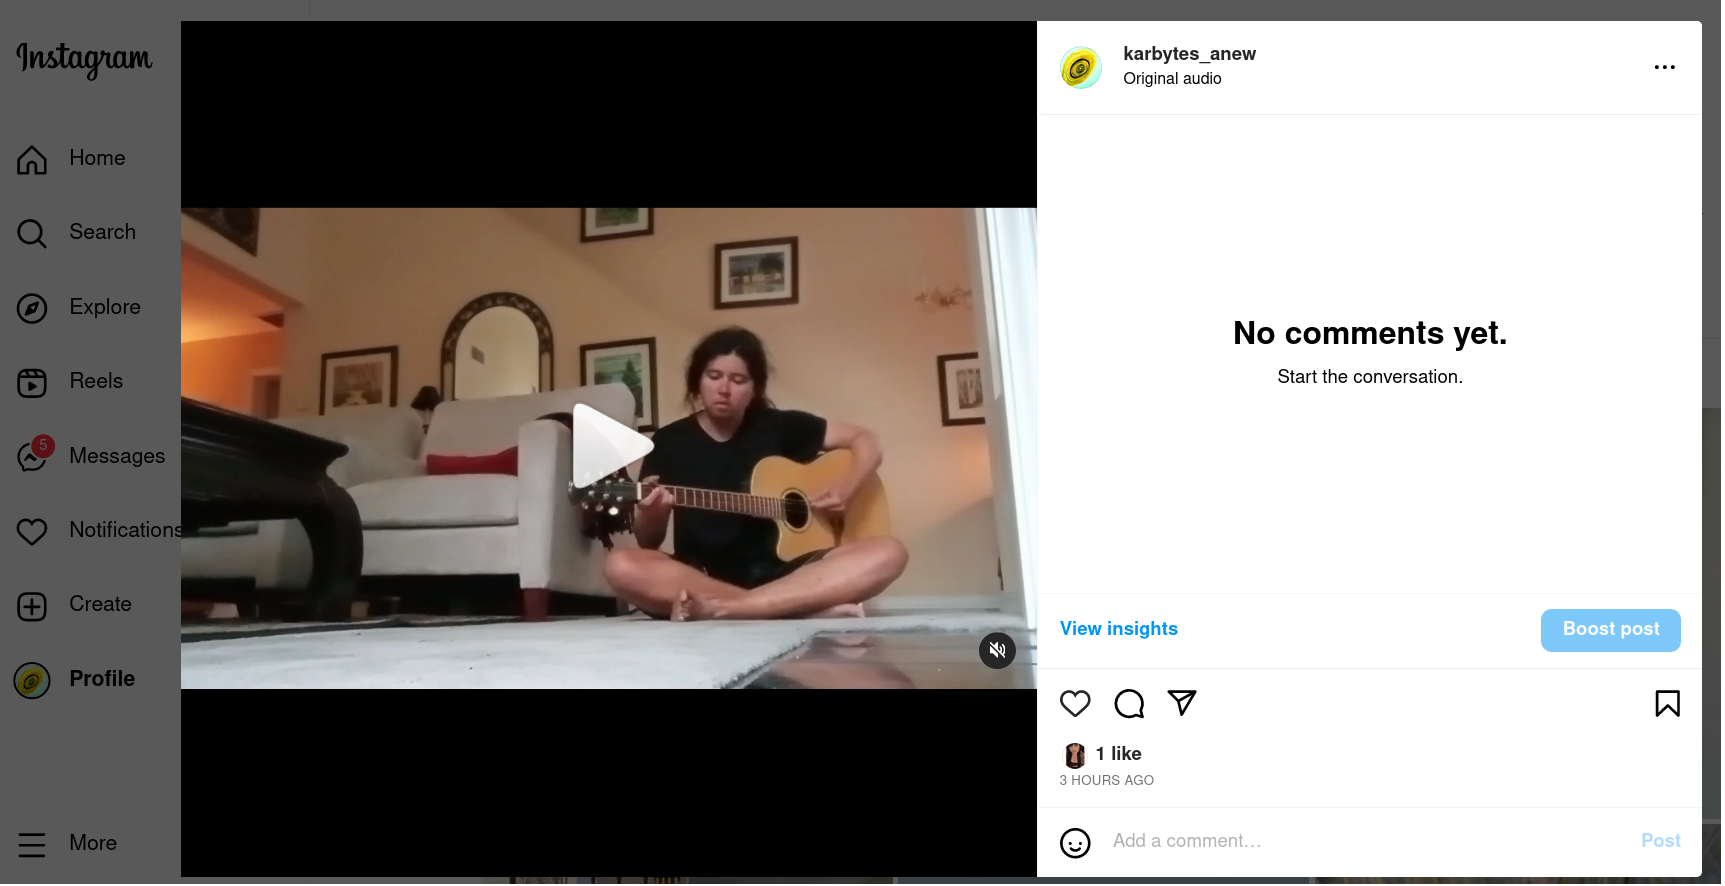 Instagram
Home
Search
Explore
Reels
5
Messages
Notifications
Create
Profile
More
karbytes_anew
Original audio
No comments yet.
Start the conversation.
View insights
Boost post
1 like
3 HOURS AGO
Add a comment...
Post